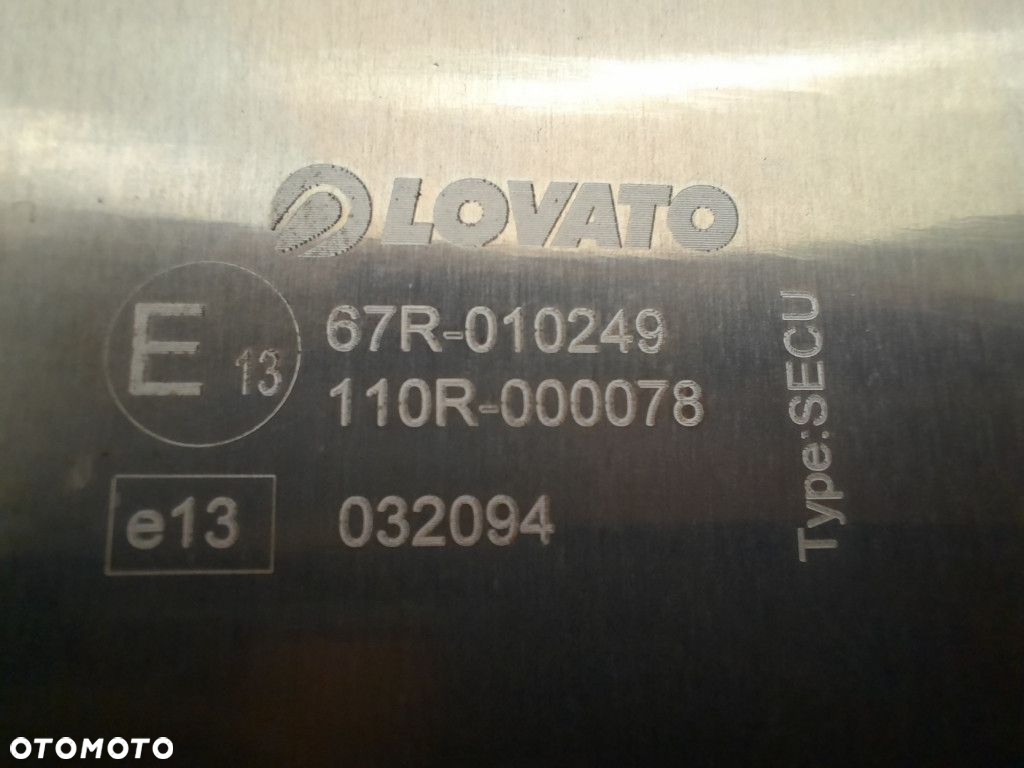 LOVATO
E 13
67R-010249
110R-000078
e13
032094
Type:SECU
OTOMOTO